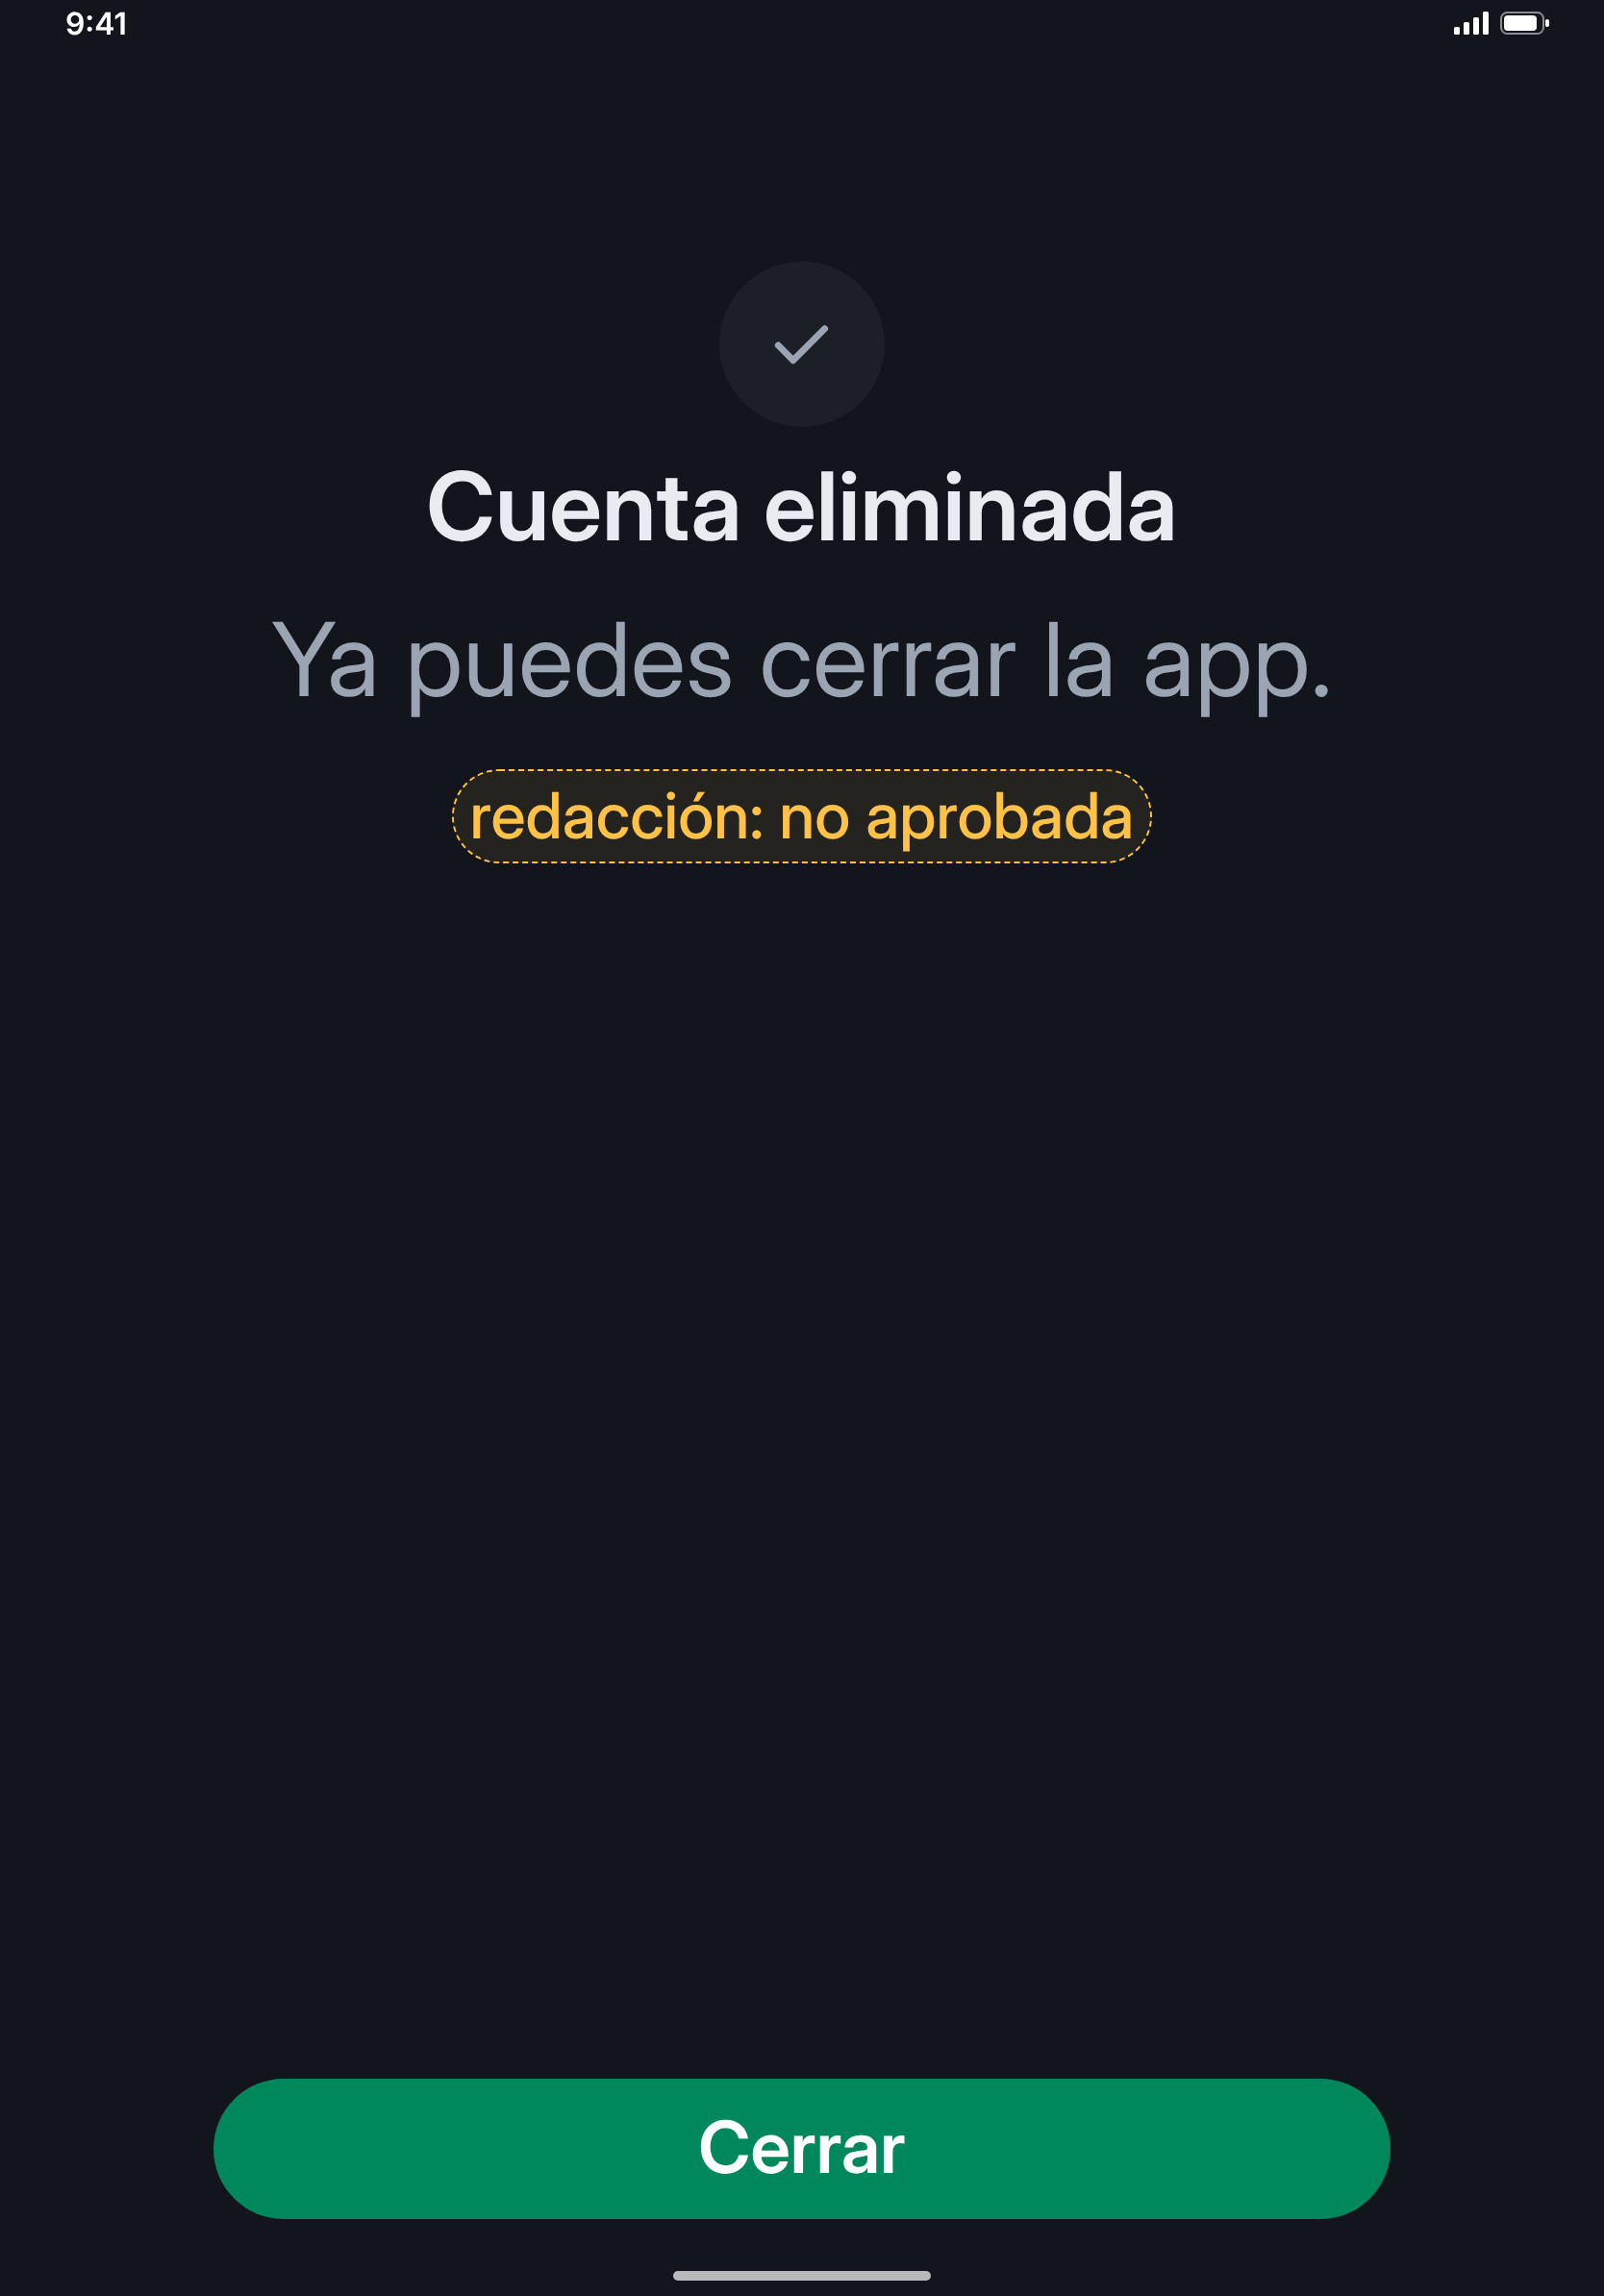 9:41
Cuenta eliminada
Ya puedes cerrar la app.
redacción: no aprobada
Cerrar